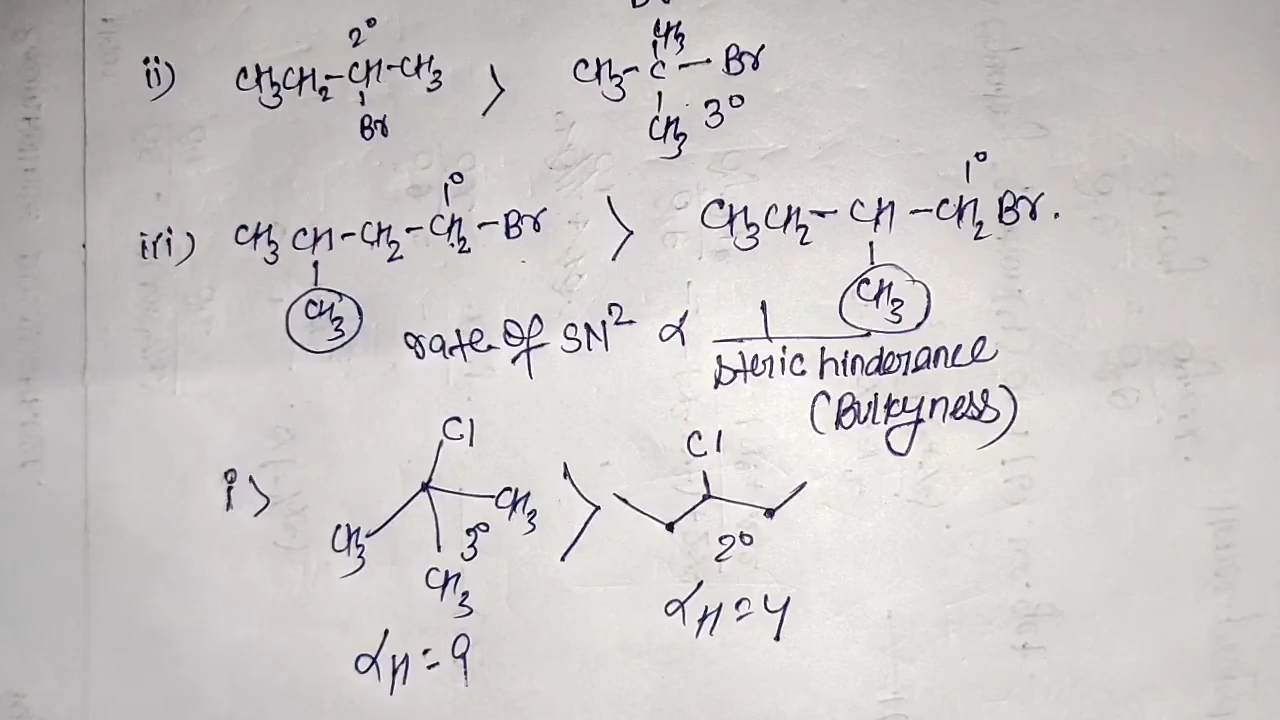 2°
ii) CH3CH2-CH-CH3 > CH3-C-Br
Br
CH3
CH3 3°
1°
iii) CH3CH-CH2-CH2-Br > CH3CH2-CH-CH2Br.
1°
CH3
CH3
rate of SN2 α 1
steric hinderance
(Bulkyness)
Cl
Cl
i> CH3 CH3 >
3°
CH3
2°
αH=9
αH=4